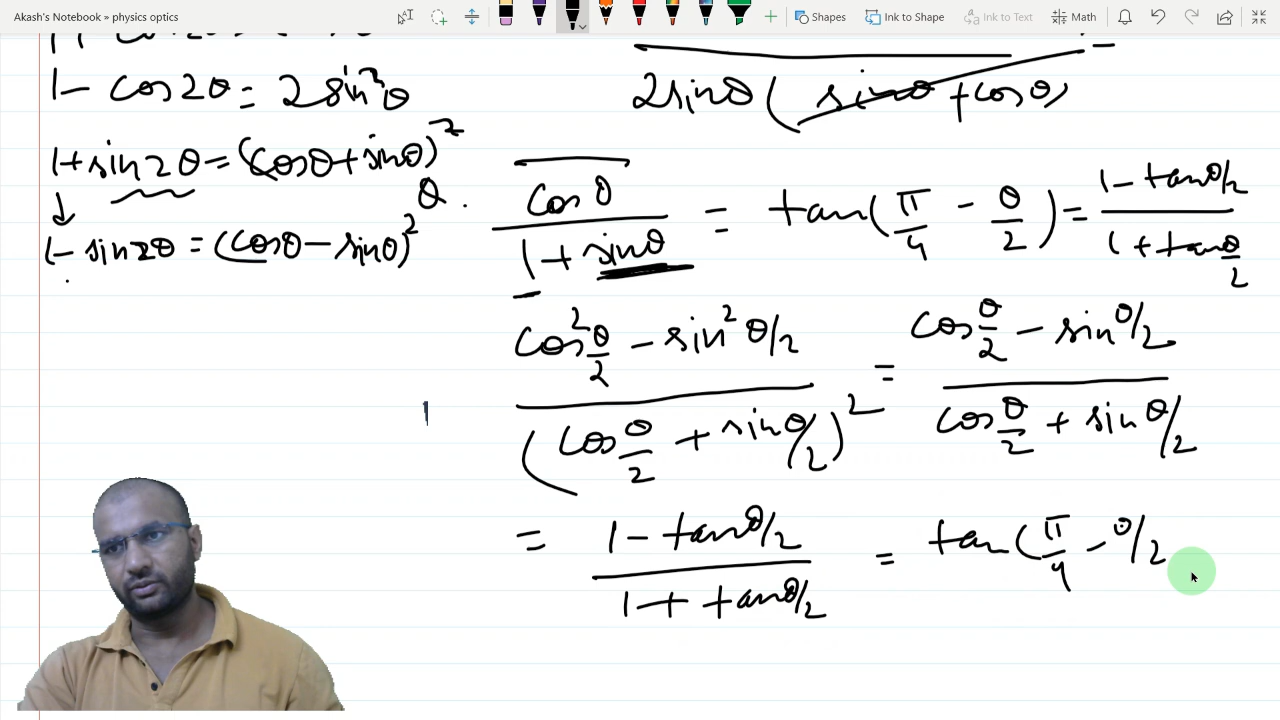 Akash's Notebook » physics optics
Shapes Ink to Shape Ink to Text Math
1 - cos2θ = 2sin²θ
2sinθ(sinθ + cosθ)
1+sin2θ = (cosθ + sinθ)²
1 - sin2θ = (cosθ - sinθ)²
Q. cosθ / (1 + sinθ) = tan(π/4 - θ/2) = (1 - tanθ/2) / (1 + tanθ/2)
(cos²θ/2 - sin²θ/2) / (cosθ/2 + sinθ/2)² = (cosθ/2 - sinθ/2) / (cosθ/2 + sinθ/2)
= (1 - tanθ/2) / (1 + tanθ/2) = tan(π/4 - θ/2